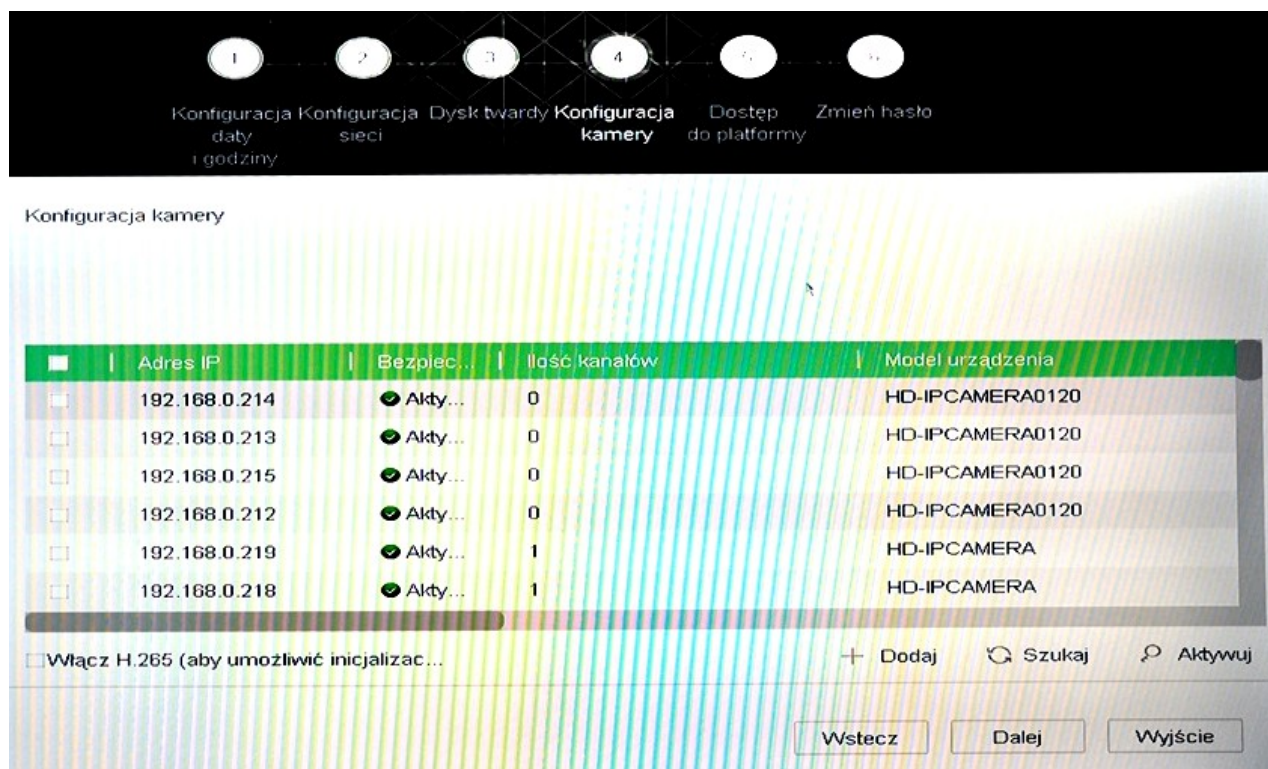 1 2 3 4 5 6
Konfiguracja daty i godziny
Konfiguracja sieci
Dysk twardy
Konfiguracja kamery
Dostęp do platformy
Zmień hasło
Konfiguracja kamery
Adres IP Bezpiec... Ilość kanałów Model urządzenia
192.168.0.214 Akty... 0 HD-IPCAMERA0120
192.168.0.213 Akty... 0 HD-IPCAMERA0120
192.168.0.215 Akty... 0 HD-IPCAMERA0120
192.168.0.212 Akty... 0 HD-IPCAMERA0120
192.168.0.219 Akty... 1 HD-IPCAMERA
192.168.0.218 Akty... 1 HD-IPCAMERA
Włącz H.265 (aby umożliwić inicjalizac...
Dodaj Szukaj Aktywuj
Wstecz Dalej Wyjście